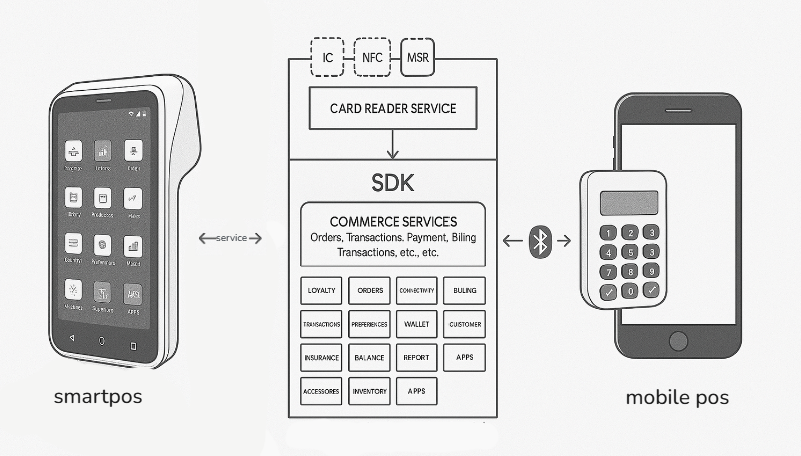 IC NFC MSR
CARD READER SERVICE
SDK
COMMERCE SERVICES
Orders, Transactions. Payment, Biling
Transactions, etc., etc.
LOYALTY ORDERS CONNECTIVITY BULING
TRANSACTIONS PREFERENCES WALLET CUSTOMER
INSURANCE BALANCE REPORT APPS
ACCESSORES INVENTORY APPS
service
APPS
smartpos
1 2 3
4 5 3
7 8 9
0
mobile pos